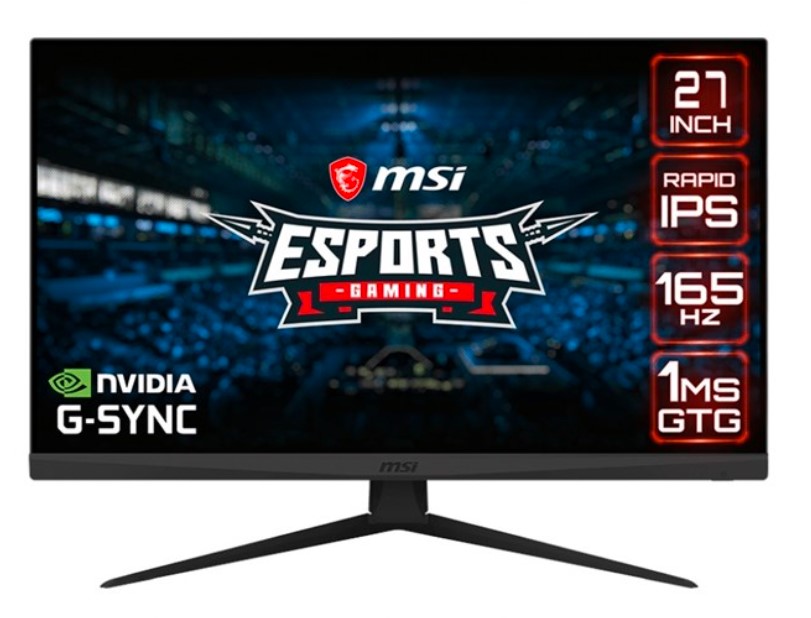 msi
ESPORTS
-GAMING-
NVIDIA
G-SYNC
27
INCH
RAPID
IPS
165
HZ
1MS
GTG
msi